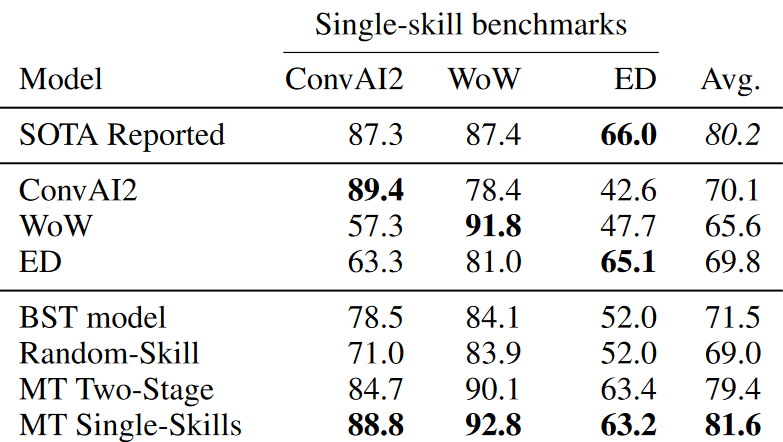 Single-skill benchmarks
Model ConvAI2 WoW ED Avg.
SOTA Reported 87.3 87.4 66.0 80.2
ConvAI2 89.4 78.4 42.6 70.1
WoW 57.3 91.8 47.7 65.6
ED 63.3 81.0 65.1 69.8
BST model 78.5 84.1 52.0 71.5
Random-Skill 71.0 83.9 52.0 69.0
MT Two-Stage 84.7 90.1 63.4 79.4
MT Single-Skills 88.8 92.8 63.2 81.6